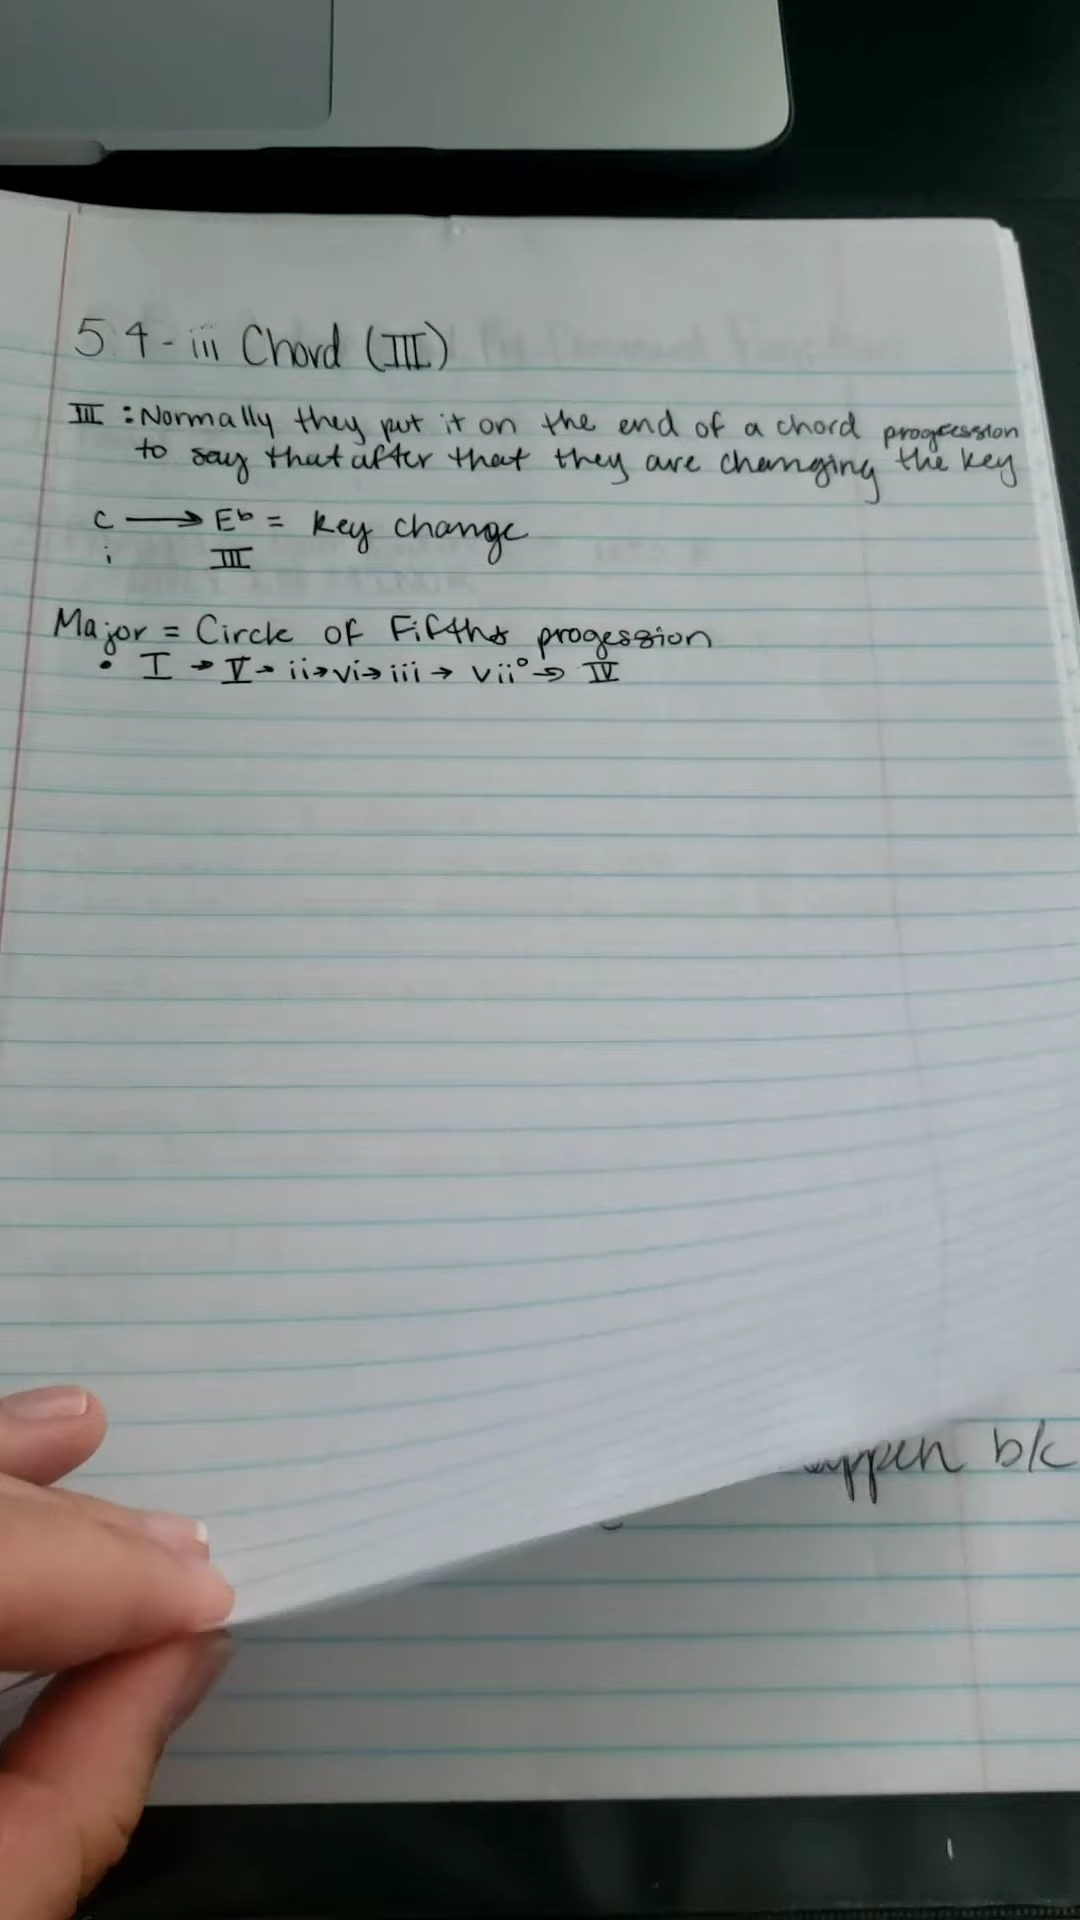 5.4 - iii Chord (III)
III : Normally they put it on the end of a chord progression
to say that after that they are changing the key
c → Eb = key change
i III
Major = Circle of Fifths progession
• I → V → ii → vi → iii → vii° → IV
b/c